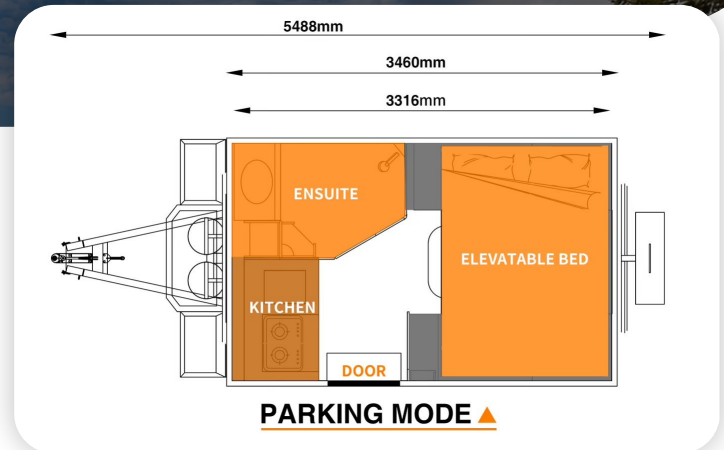 5488mm
3460mm
3316mm
ENSUITE
ELEVATABLE BED
KITCHEN
DOOR
PARKING MODE